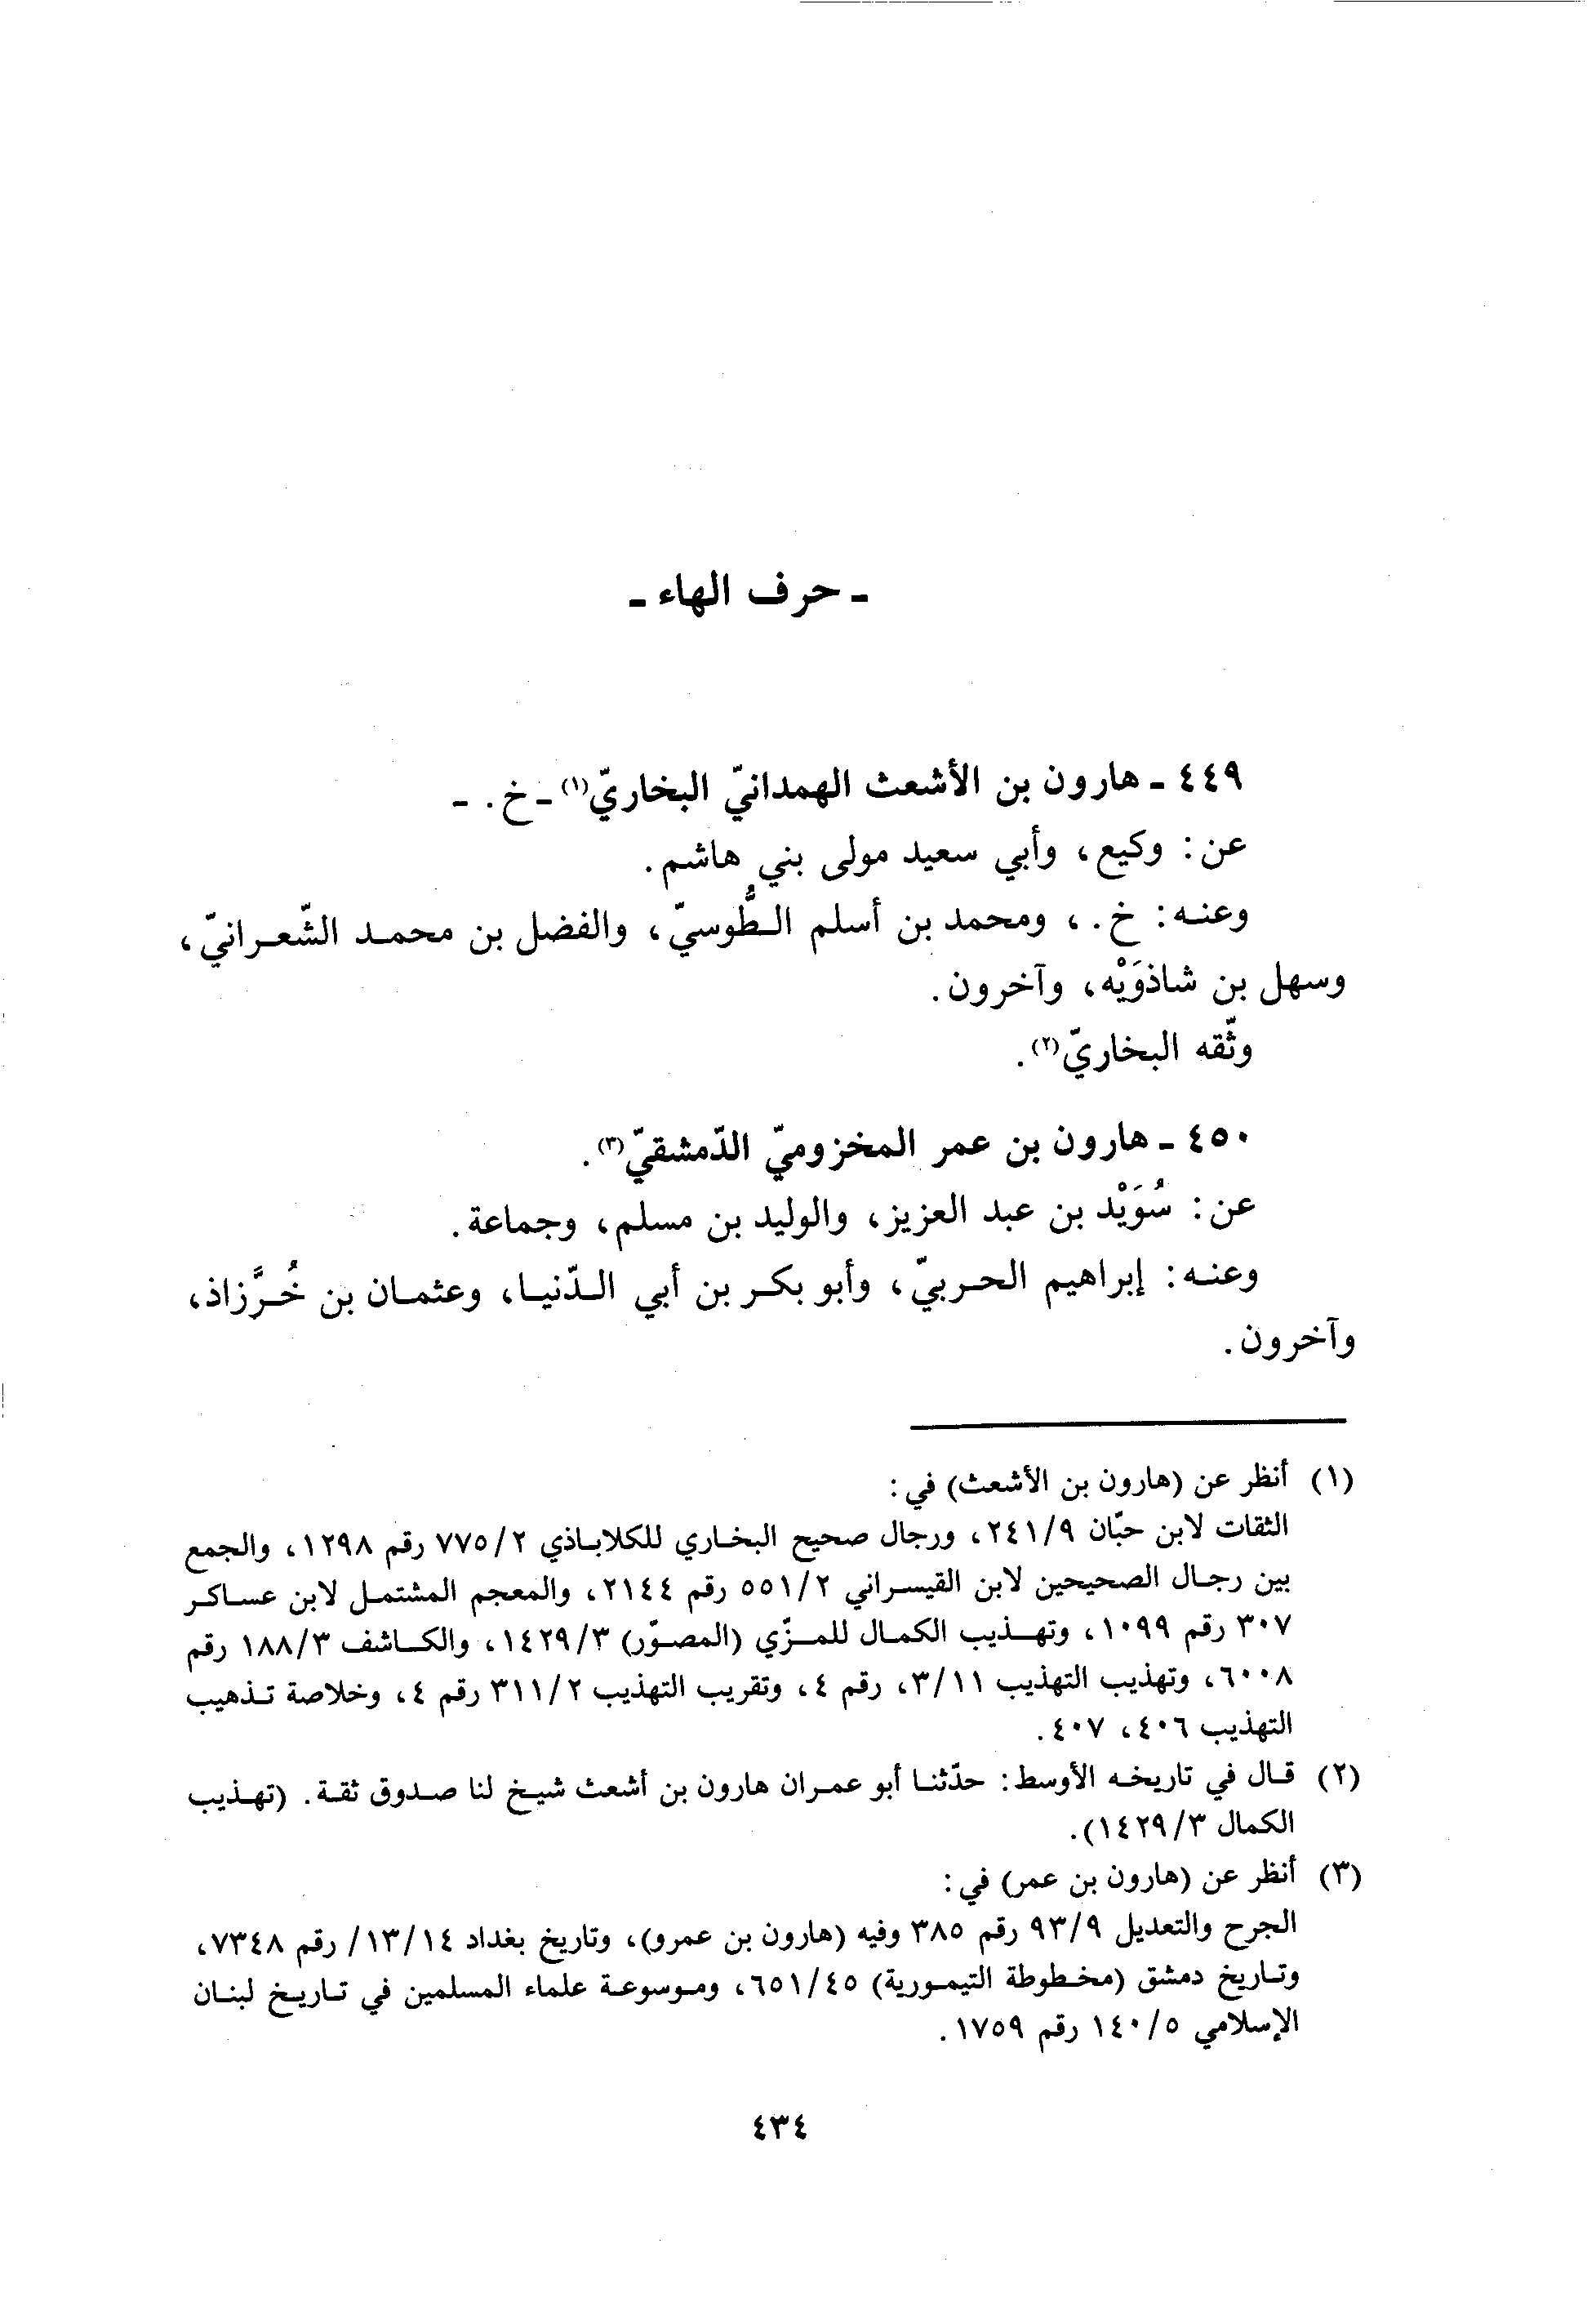 - حرف الهاء -
٤٤٩ - هارون بن الأشعث الهمدانيّ البخاريّ(١) - خ. -
عن: وكيع، وأبي سعيد مولى بني هاشم.
وعنه: خ.، ومحمد بن أسلم الطُّوسيّ، والفضل بن محمد الشّعرانيّ،
وسهل بن شاذَوَيْه، وآخرون.
وثّقه البخاريّ(٢).
٤٥٠ - هارون بن عمر المخزوميّ الدّمشقيّ(٣).
عن: سُوَيْد بن عبد العزيز، والوليد بن مسلم، وجماعة.
وعنه: إبراهيم الحربيّ، وأبو بكر بن أبي الدّنيا، وعثمان بن خُرَّزاذ،
وآخرون.
(١) أنظر عن (هارون بن الأشعث) في:
الثقات لابن حبّان ٢٤١/٩، ورجال صحيح البخاري للكلاباذي ٧٧٥/٢ رقم ١٢٩٨، والجمع
بين رجال الصحيحين لابن القيسراني ٥٥١/٢ رقم ٢١٤٤، والمعجم المشتمل لابن عساكر
٣٠٧ رقم ١٠٩٩، وتهذيب الكمال للمزّي (المصوّر) ١٤٢٩/٣، والكاشف ١٨٨/٣ رقم
٦٠٠٨، وتهذيب التهذيب ٣/١١، رقم ٤، وتقريب التهذيب ٣١١/٢ رقم ٤، وخلاصة تذهيب
التهذيب ٤٠٦، ٤٠٧.
(٢) قال في تاريخه الأوسط: حدّثنا أبو عمران هارون بن أشعث شيخ لنا صدوق ثقة. (تهذيب
الكمال ١٤٢٩/٣).
(٣) أنظر عن (هارون بن عمر) في:
الجرح والتعديل ٩٣/٩ رقم ٣٨٥ وفيه (هارون بن عمرو)، وتاريخ بغداد ١٣/١٤/ رقم ٧٣٤٨،
وتاريخ دمشق (مخطوطة التيمورية) ٦٥١/٤٥، وموسوعة علماء المسلمين في تاريخ لبنان
الإسلامي ١٤٠/٥ رقم ١٧٥٩.
٤٣٤